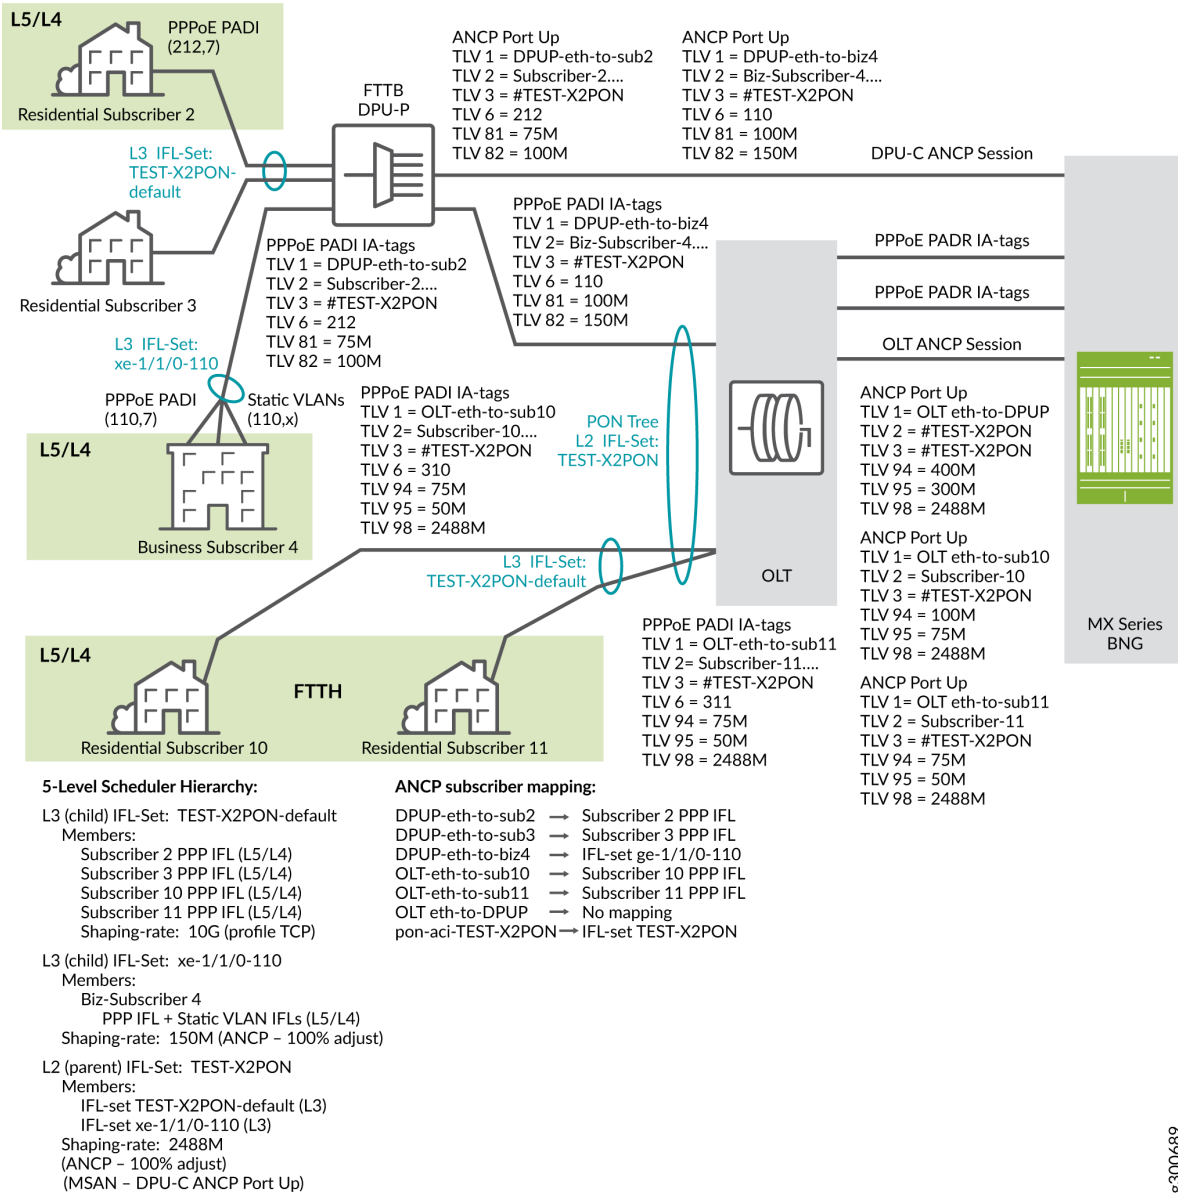 L5/L4
PPPoE PADI
(212,7)
Residential Subscriber 2
L3 IFL-Set:
TEST-X2PON-
default
Residential Subscriber 3
FTTB
DPU-P
ANCP Port Up
TLV 1 = DPUP-eth-to-sub2
TLV 2 = Subscriber-2....
TLV 3 = #TEST-X2PON
TLV 6 = 212
TLV 81 = 75M
TLV 82 = 100M
ANCP Port Up
TLV 1 = DPUP-eth-to-biz4
TLV 2 = Biz-Subscriber-4....
TLV 3 = #TEST-X2PON
TLV 6 = 110
TLV 81 = 100M
TLV 82 = 150M
DPU-C ANCP Session
PPPoE PADI IA-tags
TLV 1 = DPUP-eth-to-sub2
TLV 2 = Subscriber-2....
TLV 3 = #TEST-X2PON
TLV 6 = 212
TLV 81 = 75M
TLV 82 = 100M
PPPoE PADI IA-tags
TLV 1 = DPUP-eth-to-biz4
TLV 2= Biz-Subscriber-4....
TLV 3 = #TEST-X2PON
TLV 6 = 110
TLV 81 = 100M
TLV 82 = 150M
PPPoE PADR IA-tags
PPPoE PADR IA-tags
OLT ANCP Session
L3 IFL-Set:
xe-1/1/0-110
PPPoE PADI
(110,7)
Static VLANs
(110,x)
L5/L4
Business Subscriber 4
PPPoE PADI IA-tags
TLV 1 = OLT-eth-to-sub10
TLV 2= Subscriber-10....
TLV 3 = #TEST-X2PON
TLV 6 = 310
TLV 94 = 75M
TLV 95 = 50M
TLV 98 = 2488M
PON Tree
L2 IFL-Set:
TEST-X2PON
L3 IFL-Set:
TEST-X2PON-default
OLT
ANCP Port Up
TLV 1= OLT eth-to-DPUP
TLV 2 = #TEST-X2PON
TLV 3 = #TEST-X2PON
TLV 94 = 400M
TLV 95 = 300M
TLV 98 = 2488M
ANCP Port Up
TLV 1= OLT eth-to-sub10
TLV 2 = Subscriber-10
TLV 3 = #TEST-X2PON
TLV 94 = 100M
TLV 95 = 75M
TLV 98 = 2488M
ANCP Port Up
TLV 1= OLT eth-to-sub11
TLV 2 = Subscriber-11
TLV 3 = #TEST-X2PON
TLV 94 = 75M
TLV 95 = 50M
TLV 98 = 2488M
MX Series
BNG
PPPoE PADI IA-tags
TLV 1 = OLT-eth-to-sub11
TLV 2= Subscriber-11....
TLV 3 = #TEST-X2PON
TLV 6 = 311
TLV 94 = 75M
TLV 95 = 50M
TLV 98 = 2488M
L5/L4
FTTH
Residential Subscriber 10
Residential Subscriber 11
5-Level Scheduler Hierarchy:
L3 (child) IFL-Set: TEST-X2PON-default
Members:
Subscriber 2 PPP IFL (L5/L4)
Subscriber 3 PPP IFL (L5/L4)
Subscriber 10 PPP IFL (L5/L4)
Subscriber 11 PPP IFL (L5/L4)
Shaping-rate: 10G (profile TCP)
L3 (child) IFL-Set: xe-1/1/0-110
Members:
Biz-Subscriber 4
PPP IFL + Static VLAN IFLs (L5/L4)
Shaping-rate: 150M (ANCP – 100% adjust)
L2 (parent) IFL-Set: TEST-X2PON
Members:
IFL-set TEST-X2PON-default (L3)
IFL-set xe-1/1/0-110 (L3)
Shaping-rate: 2488M
(ANCP – 100% adjust)
(MSAN – DPU-C ANCP Port Up)
ANCP subscriber mapping:
DPUP-eth-to-sub2 → Subscriber 2 PPP IFL
DPUP-eth-to-sub3 → Subscriber 3 PPP IFL
DPUP-eth-to-biz4 → IFL-set ge-1/1/0-110
OLT-eth-to-sub10 → Subscriber 10 PPP IFL
OLT-eth-to-sub11 → Subscriber 11 PPP IFL
OLT eth-to-DPUP → No mapping
pon-aci-TEST-X2PON → IFL-set TEST-X2PON
g300689